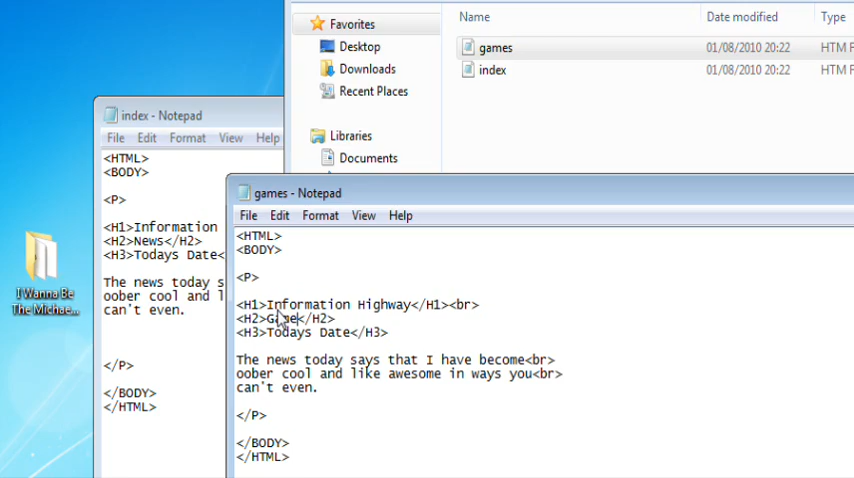 Favorites
Desktop
Downloads
Recent Places
Libraries
Documents
Name Date modified Type
games 01/08/2010 20:22 HTM F
index 01/08/2010 20:22 HTM F
I Wanna Be
The Michae...
index - Notepad
File Edit Format View Help
<HTML>
<BODY>
<P>
<H1>Information
<H2>News</H2>
<H3>Todays Date<
The news today s
oober cool and l
can't even.
</P>
</BODY>
</HTML>
games - Notepad
File Edit Format View Help
<HTML>
<BODY>
<P>
<H1>Information Highway</H1><br>
<H2>Game</H2>
<H3>Todays Date</H3>
The news today says that I have become<br>
oober cool and like awesome in ways you<br>
can't even.
</P>
</BODY>
</HTML>